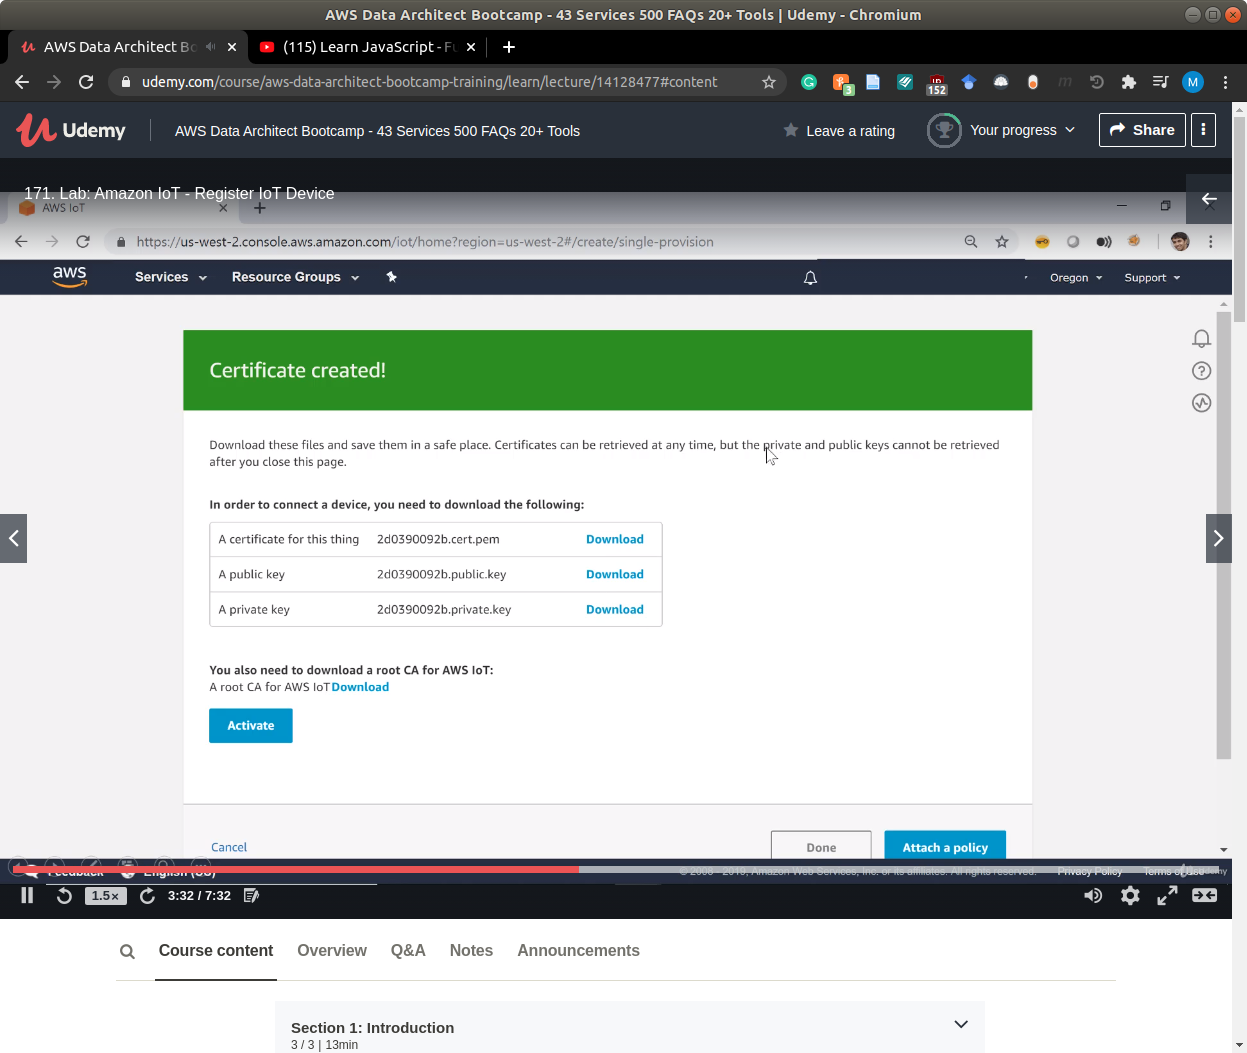 AWS Data Architect Bootcamp - 43 Services 500 FAQs 20+ Tools | Udemy - Chromium
AWS Data Architect Bo
(115) Learn JavaScript - Fu
udemy.com/course/aws-data-architect-bootcamp-training/learn/lecture/14128477#content
3
152
M
Udemy
AWS Data Architect Bootcamp - 43 Services 500 FAQs 20+ Tools
Leave a rating
Your progress
Share
171. Lab: Amazon IoT - Register IoT Device
AWS IoT
https://us-west-2.console.aws.amazon.com/iot/home?region=us-west-2#/create/single-provision
aws
Services
Resource Groups
Oregon
Support
Certificate created!
Download these files and save them in a safe place. Certificates can be retrieved at any time, but the private and public keys cannot be retrieved
after you close this page.
In order to connect a device, you need to download the following:
A certificate for this thing 2d0390092b.cert.pem Download
A public key 2d0390092b.public.key Download
A private key 2d0390092b.private.key Download
You also need to download a root CA for AWS IoT:
A root CA for AWS IoT Download
Activate
Cancel
Done
Attach a policy
Feedback
English (US)
© 2008 - 2019, Amazon Web Services, Inc. or its affiliates. All rights reserved.
Privacy Policy
Terms of Use
1.5×
3:32 / 7:32
Course content
Overview
Q&A
Notes
Announcements
Section 1: Introduction
3 / 3 | 13min